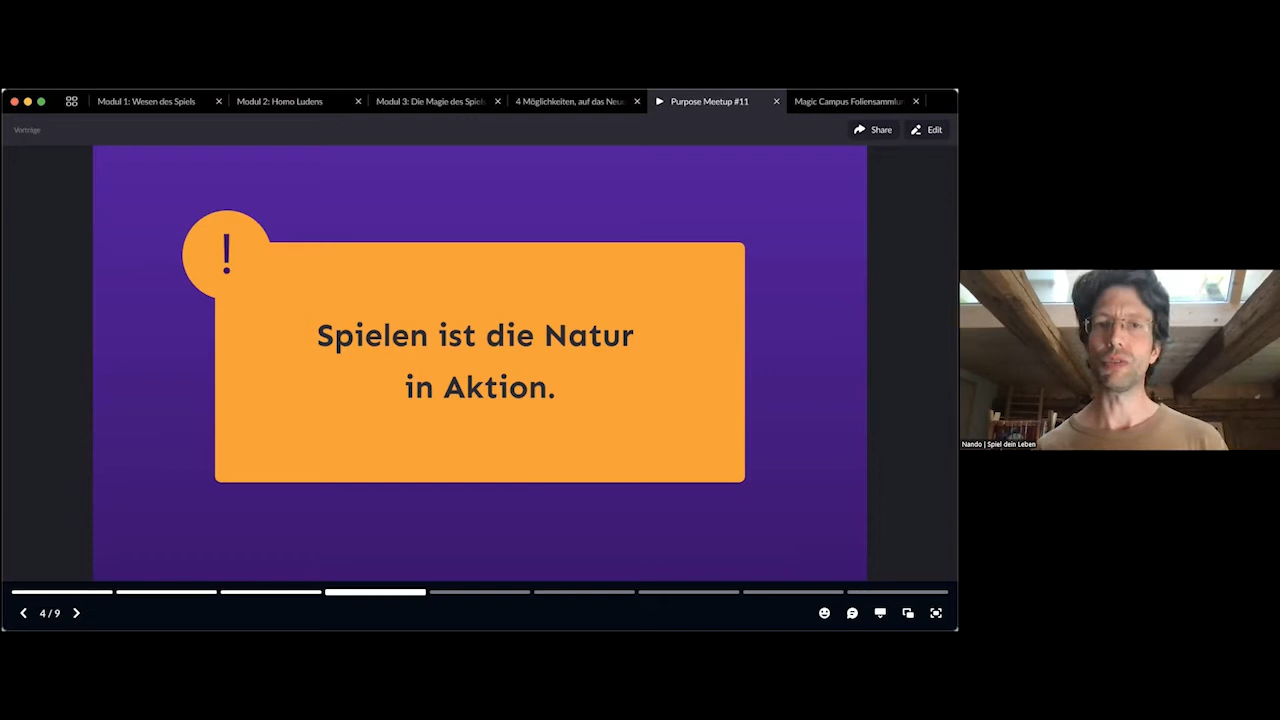 Modul 1: Wesen des Spiels
Modul 2: Homo Ludens
Modul 3: Die Magie des Spiels
4 Möglichkeiten, auf das Neue
Purpose Meetup #11
Magic Campus Foliensammlun
Vorträge
Share
Edit
!
Spielen ist die Natur
in Aktion.
Nando | Spiel dein Leben
4 / 9